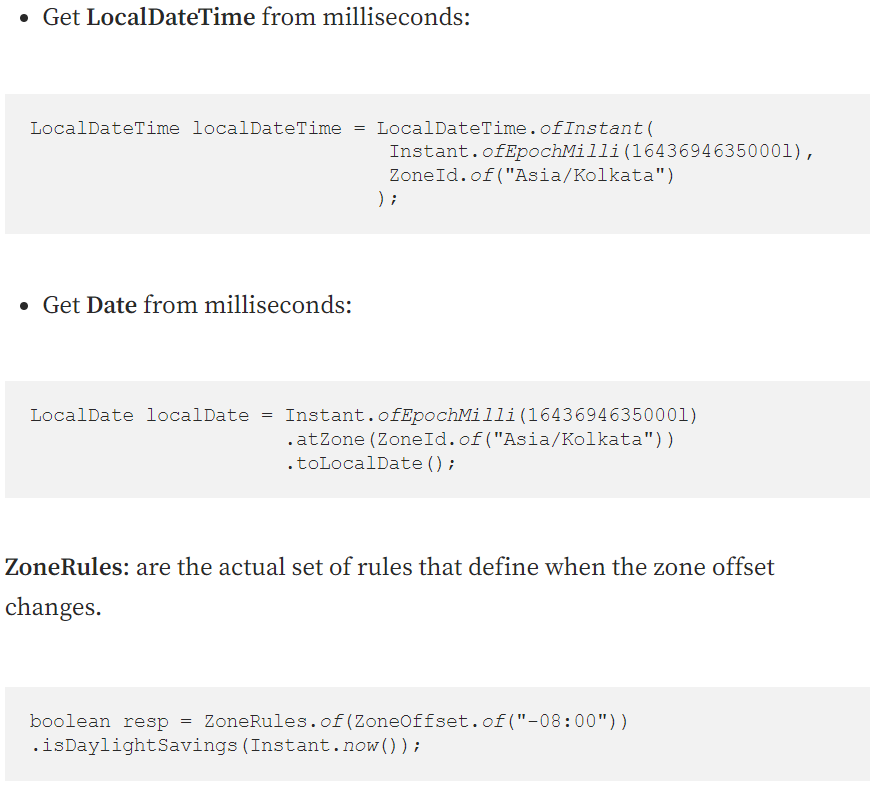 • Get LocalDateTime from milliseconds:
LocalDateTime localDateTime = LocalDateTime.ofInstant(
Instant.ofEpochMilli(1643694635000l),
ZoneId.of("Asia/Kolkata")
);
• Get Date from milliseconds:
LocalDate localDate = Instant.ofEpochMilli(1643694635000l)
.atZone(ZoneId.of("Asia/Kolkata"))
.toLocalDate();
ZoneRules: are the actual set of rules that define when the zone offset
changes.
boolean resp = ZoneRules.of(ZoneOffset.of("-08:00"))
.isDaylightSavings(Instant.now());